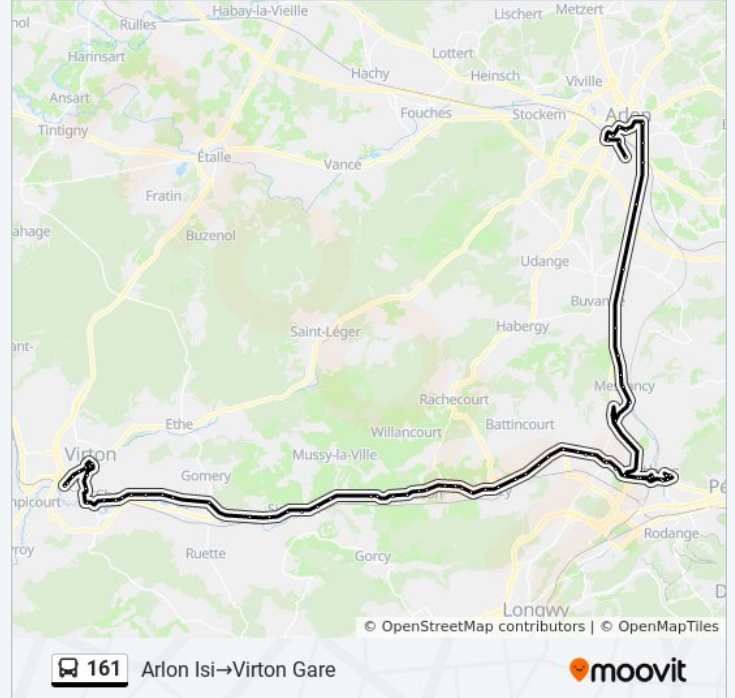 Habay-la-Vieille
Lischert
Metzert
Rulles
Harinsart
Lottert
Hachy
Heinsch
Viville
Ansart
Fouches
Stockem
Arlon
Tintigny
Étalle
Vance
Fratin
Buzenol
Udange
Saint-Léger
Habergy
Rachecourt
Ethe
Battincourt
Willancourt
Virton
Mussy-la-Ville
Gomery
Ruette
Gorcy
Rodange
Longwy
© OpenStreetMap contributors | © OpenMapTiles
161 Arlon Isi→Virton Gare moovit